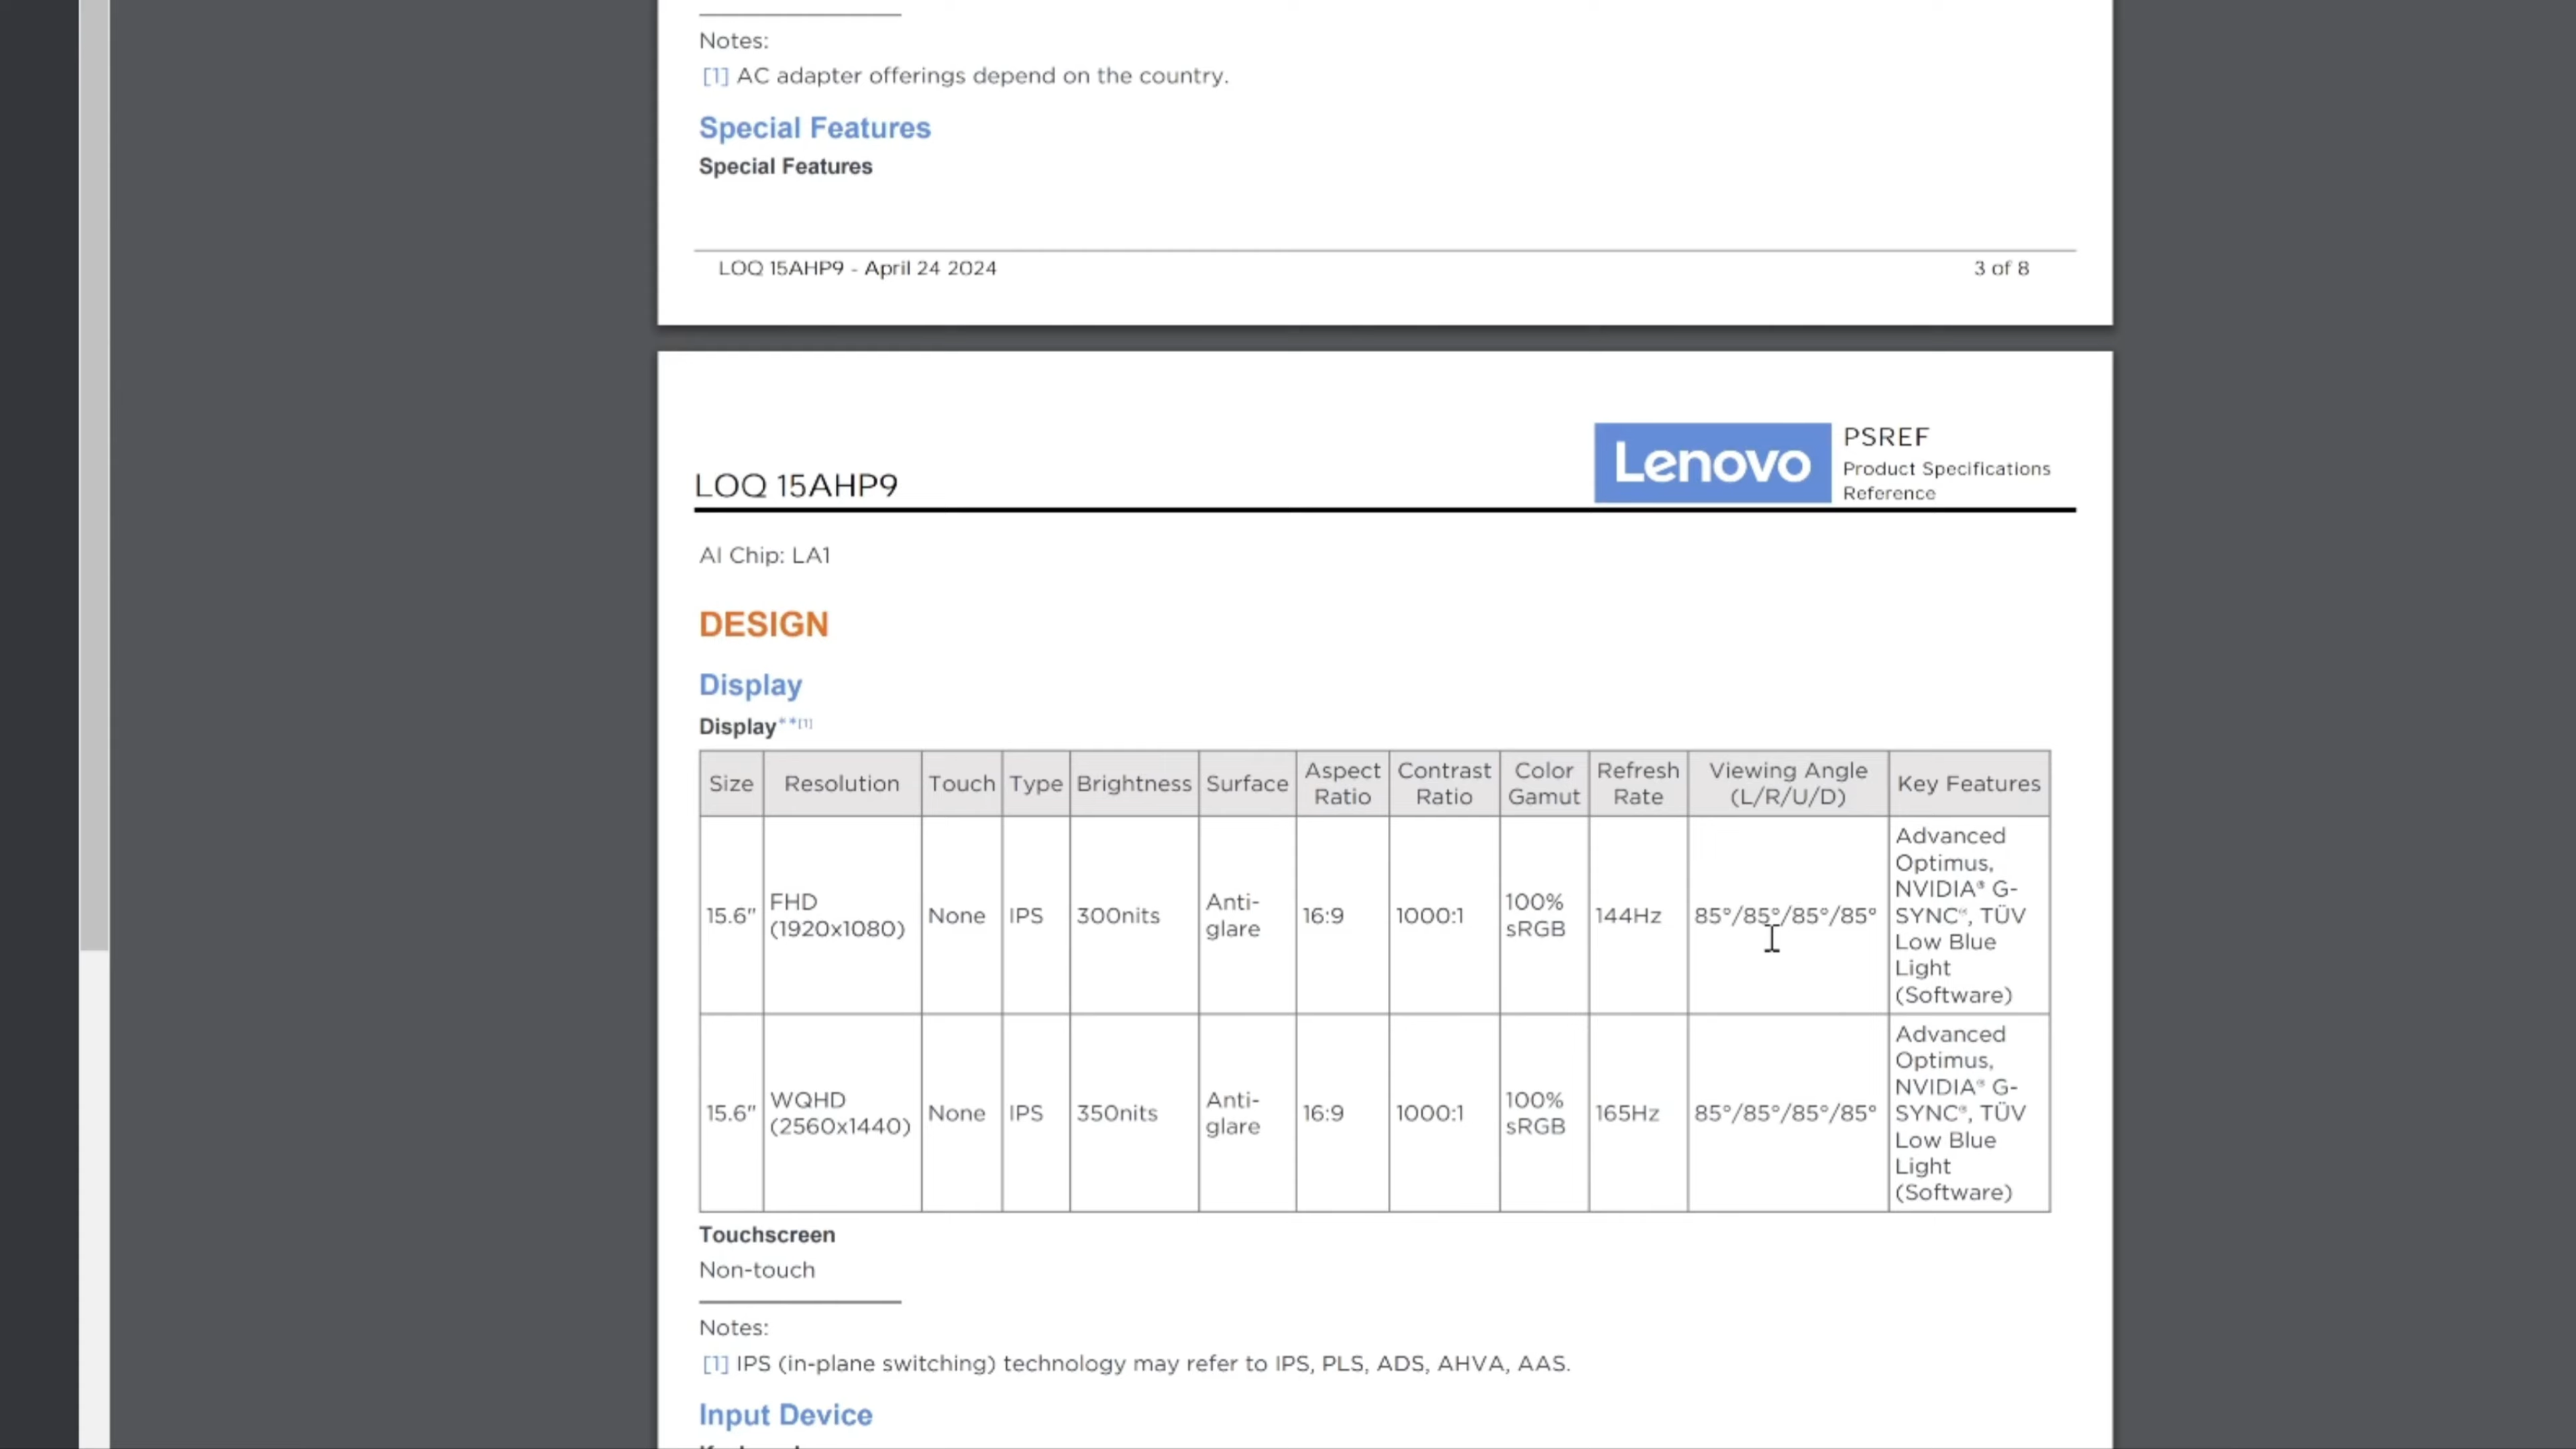 Notes:
[1] AC adapter offerings depend on the country.
Special Features
Special Features
LOQ 15AHP9 - April 24 2024
3 of 8
LOQ 15AHP9
Lenovo
PSREF
Product Specifications
Reference
AI Chip: LA1
DESIGN
Display
Display**[1]
Size Resolution Touch Type Brightness Surface Aspect Ratio Contrast Ratio Color Gamut Refresh Rate Viewing Angle (L/R/U/D) Key Features
15.6" FHD (1920x1080) None IPS 300nits Anti-glare 16:9 1000:1 100% sRGB 144Hz 85°/85°/85°/85° Advanced Optimus, NVIDIA® G-SYNC®, TÜV Low Blue Light (Software)
15.6" WQHD (2560x1440) None IPS 350nits Anti-glare 16:9 1000:1 100% sRGB 165Hz 85°/85°/85°/85° Advanced Optimus, NVIDIA® G-SYNC®, TÜV Low Blue Light (Software)
Touchscreen
Non-touch
Notes:
[1] IPS (in-plane switching) technology may refer to IPS, PLS, ADS, AHVA, AAS.
Input Device